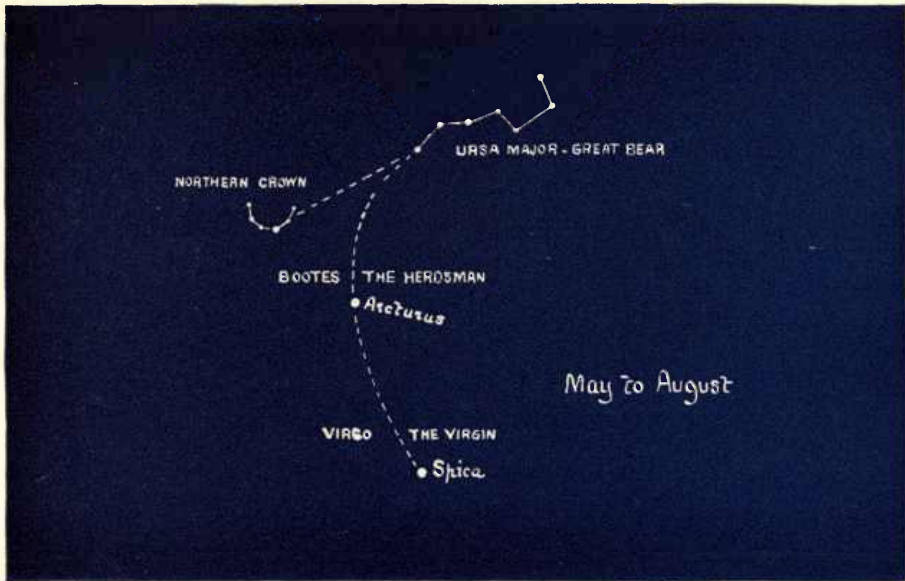 URSA MAJOR - GREAT BEAR
NORTHERN CROWN
BOOTES THE HERDSMAN
Arcturus
May to August
VIRGO THE VIRGIN
Spica